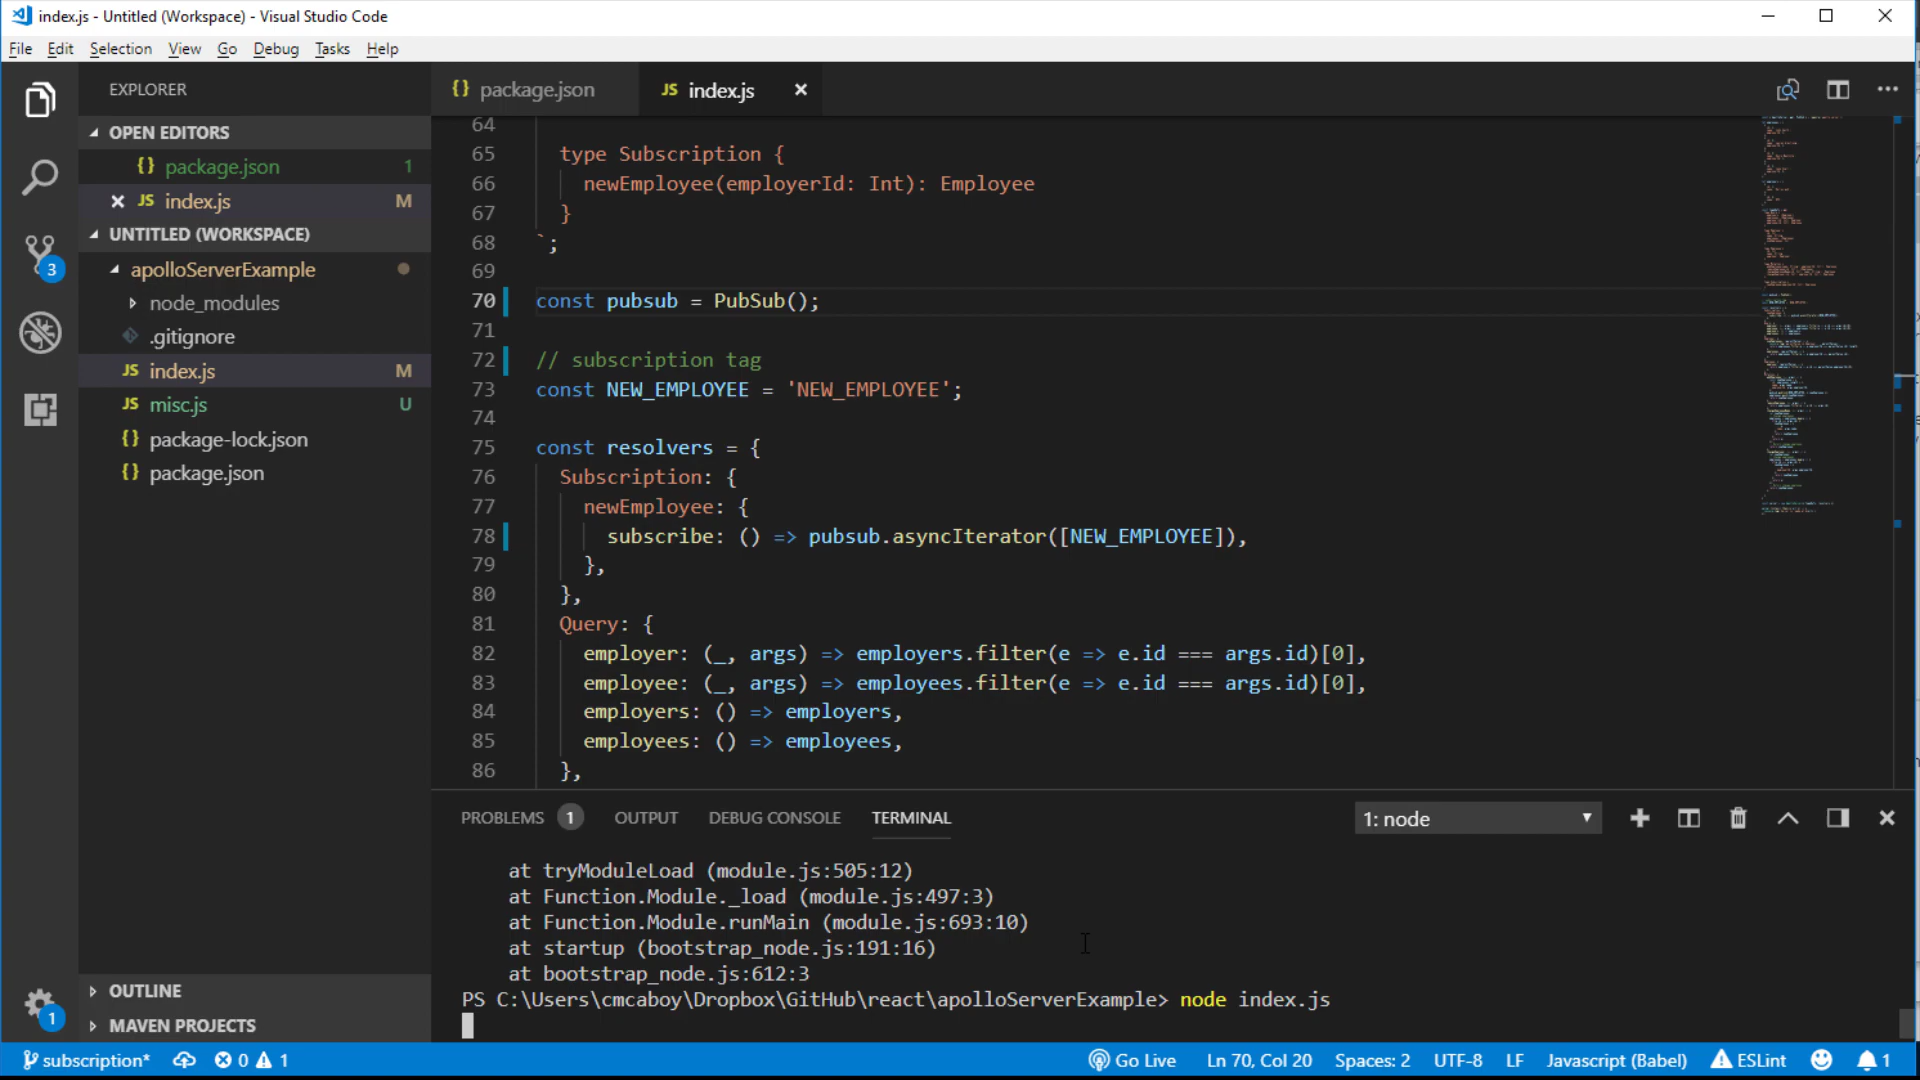 index.js - Untitled (Workspace) - Visual Studio Code
File Edit Selection View Go Debug Tasks Help
EXPLORER
OPEN EDITORS
{} package.json 1
JS index.js M
UNTITLED (WORKSPACE)
apolloServerExample
node_modules
.gitignore
JS index.js M
JS misc.js U
{} package-lock.json
{} package.json
OUTLINE
MAVEN PROJECTS
3
1
{} package.json
JS index.js
64
65 type Subscription {
66 newEmployee(employerId: Int): Employee
67 }
68 `;
69
70 const pubsub = PubSub();
71
72 // subscription tag
73 const NEW_EMPLOYEE = 'NEW_EMPLOYEE';
74
75 const resolvers = {
76 Subscription: {
77 newEmployee: {
78 subscribe: () => pubsub.asyncIterator([NEW_EMPLOYEE]),
79 },
80 },
81 Query: {
82 employer: (_, args) => employers.filter(e => e.id === args.id)[0],
83 employee: (_, args) => employees.filter(e => e.id === args.id)[0],
84 employers: () => employers,
85 employees: () => employees,
86 },
PROBLEMS 1 OUTPUT DEBUG CONSOLE TERMINAL 1: node
at tryModuleLoad (module.js:505:12)
at Function.Module._load (module.js:497:3)
at Function.Module.runMain (module.js:693:10)
at startup (bootstrap_node.js:191:16)
at bootstrap_node.js:612:3
PS C:\Users\cmcaboy\Dropbox\GitHub\react\apolloServerExample> node index.js
subscription* 0 1 Go Live Ln 70, Col 20 Spaces: 2 UTF-8 LF Javascript (Babel) ESLint 1